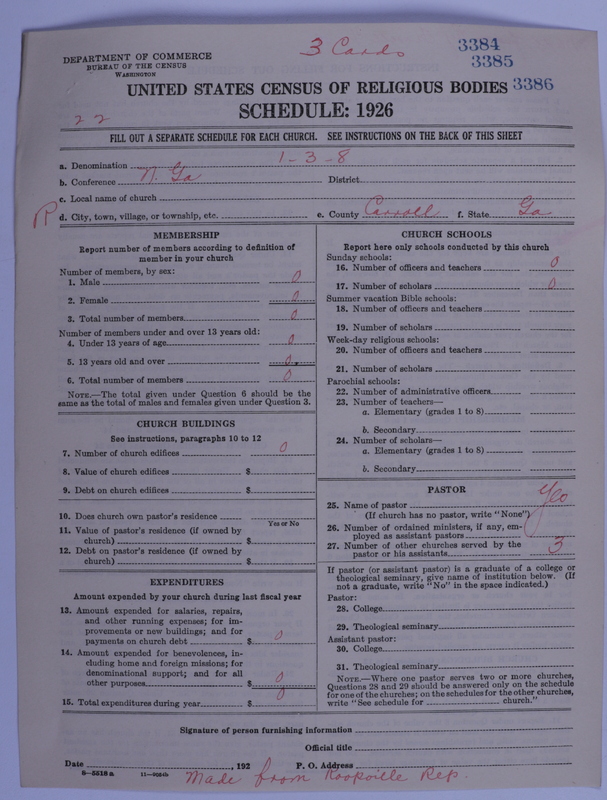 3 Cards
3384
3385
3386
DEPARTMENT OF COMMERCE
BUREAU OF THE CENSUS
WASHINGTON
UNITED STATES CENSUS OF RELIGIOUS BODIES
SCHEDULE: 1926
22
FILL OUT A SEPARATE SCHEDULE FOR EACH CHURCH. SEE INSTRUCTIONS ON THE BACK OF THIS SHEET
a. Denomination 1-3-8
b. Conference N. Ga District
c. Local name of church
R d. City, town, village, or township, etc. e. County Carroll f. State Ga
MEMBERSHIP
Report number of members according to definition of
member in your church
Number of members, by sex:
1. Male 0
2. Female 0
3. Total number of members 0
Number of members under and over 13 years old:
4. Under 13 years of age 0
5. 13 years old and over 0
6. Total number of members 0
NOTE.—The total given under Question 6 should be the
same as the total of males and females given under Question 3.
CHURCH BUILDINGS
See instructions, paragraphs 10 to 12
7. Number of church edifices 0
8. Value of church edifices $
9. Debt on church edifices $
10. Does church own pastor's residence
Yes or No
11. Value of pastor's residence (if owned by
church) $
12. Debt on pastor's residence (if owned by
church) $
EXPENDITURES
Amount expended by your church during last fiscal year
13. Amount expended for salaries, repairs,
and other running expenses; for im-
provements or new buildings; and for
payments on church debt $ 0
14. Amount expended for benevolences, in-
cluding home and foreign missions; for
denominational support; and for all
other purposes $ 0
15. Total expenditures during year $ 0
CHURCH SCHOOLS
Report here only schools conducted by this church
Sunday schools:
16. Number of officers and teachers 0
17. Number of scholars 0
Summer vacation Bible schools:
18. Number of officers and teachers
19. Number of scholars
Week-day religious schools:
20. Number of officers and teachers
21. Number of scholars
Parochial schools:
22. Number of administrative officers
23. Number of teachers—
a. Elementary (grades 1 to 8)
b. Secondary
24. Number of scholars—
a. Elementary (grades 1 to 8)
b. Secondary
PASTOR
25. Name of pastor Yes
(If church has no pastor, write "None")
26. Number of ordained ministers, if any, em-
ployed as assistant pastors
27. Number of other churches served by the
pastor or his assistants 3
If pastor (or assistant pastor) is a graduate of a college or
theological seminary, give name of institution below. (If
not a graduate, write "No" in the space indicated.)
Pastor:
28. College
29. Theological seminary
Assistant pastor:
30. College
31. Theological seminary
NOTE.—Where one pastor serves two or more churches,
Questions 28 and 29 should be answered only on the schedule
for one of the churches; on the schedules for the other churches,
write "See schedule for church."
Signature of person furnishing information
Official title
Date , 192 P. O. Address
8-5518 a 11-9564b
Made from Roopville Rep.